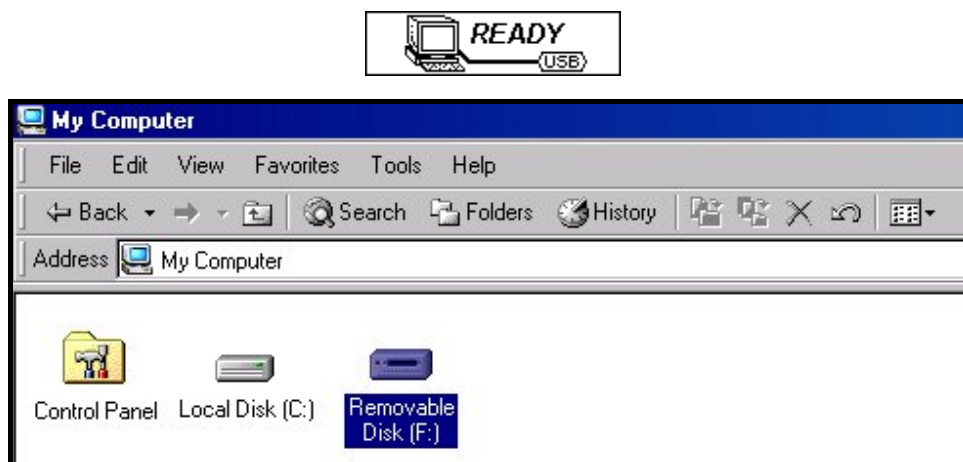 READY
USB
My Computer
File Edit View Favorites Tools Help
Back Search Folders History
Address My Computer
Control Panel Local Disk (C:) Removable
Disk (F:)